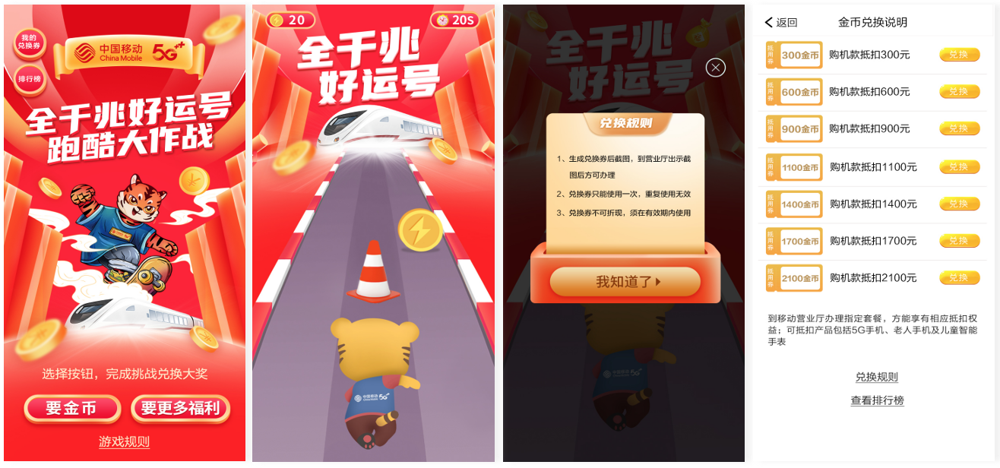 我的
兑换券
中国移动
China Mobile
5G++
排行榜
全千兆好运号
跑酷大作战
选择按钮，完成挑战兑换大奖
要金币
要更多福利
游戏规则
20
20S
全千兆
好运号
中国移动
China Mobile
5G
全千兆
好运号
兑换规则
1、生成兑换券后截图，到营业厅出示截
图后方可办理
2、兑换券只能使用一次，重复使用无效
3、兑换券不可折现，须在有效期内使用
我知道了
中国移动
5G
返回
金币兑换说明
抵用券 300金币 购机款抵扣300元 兑换
抵用券 600金币 购机款抵扣600元 兑换
抵用券 900金币 购机款抵扣900元 兑换
抵用券 1100金币 购机款抵扣1100元 兑换
抵用券 1400金币 购机款抵扣1400元 兑换
抵用券 1700金币 购机款抵扣1700元 兑换
抵用券 2100金币 购机款抵扣2100元 兑换
到移动营业厅办理指定套餐，方能享有相应抵扣权
益；可抵扣产品包括5G手机、老人手机及儿童智能
手表
兑换规则
查看排行榜